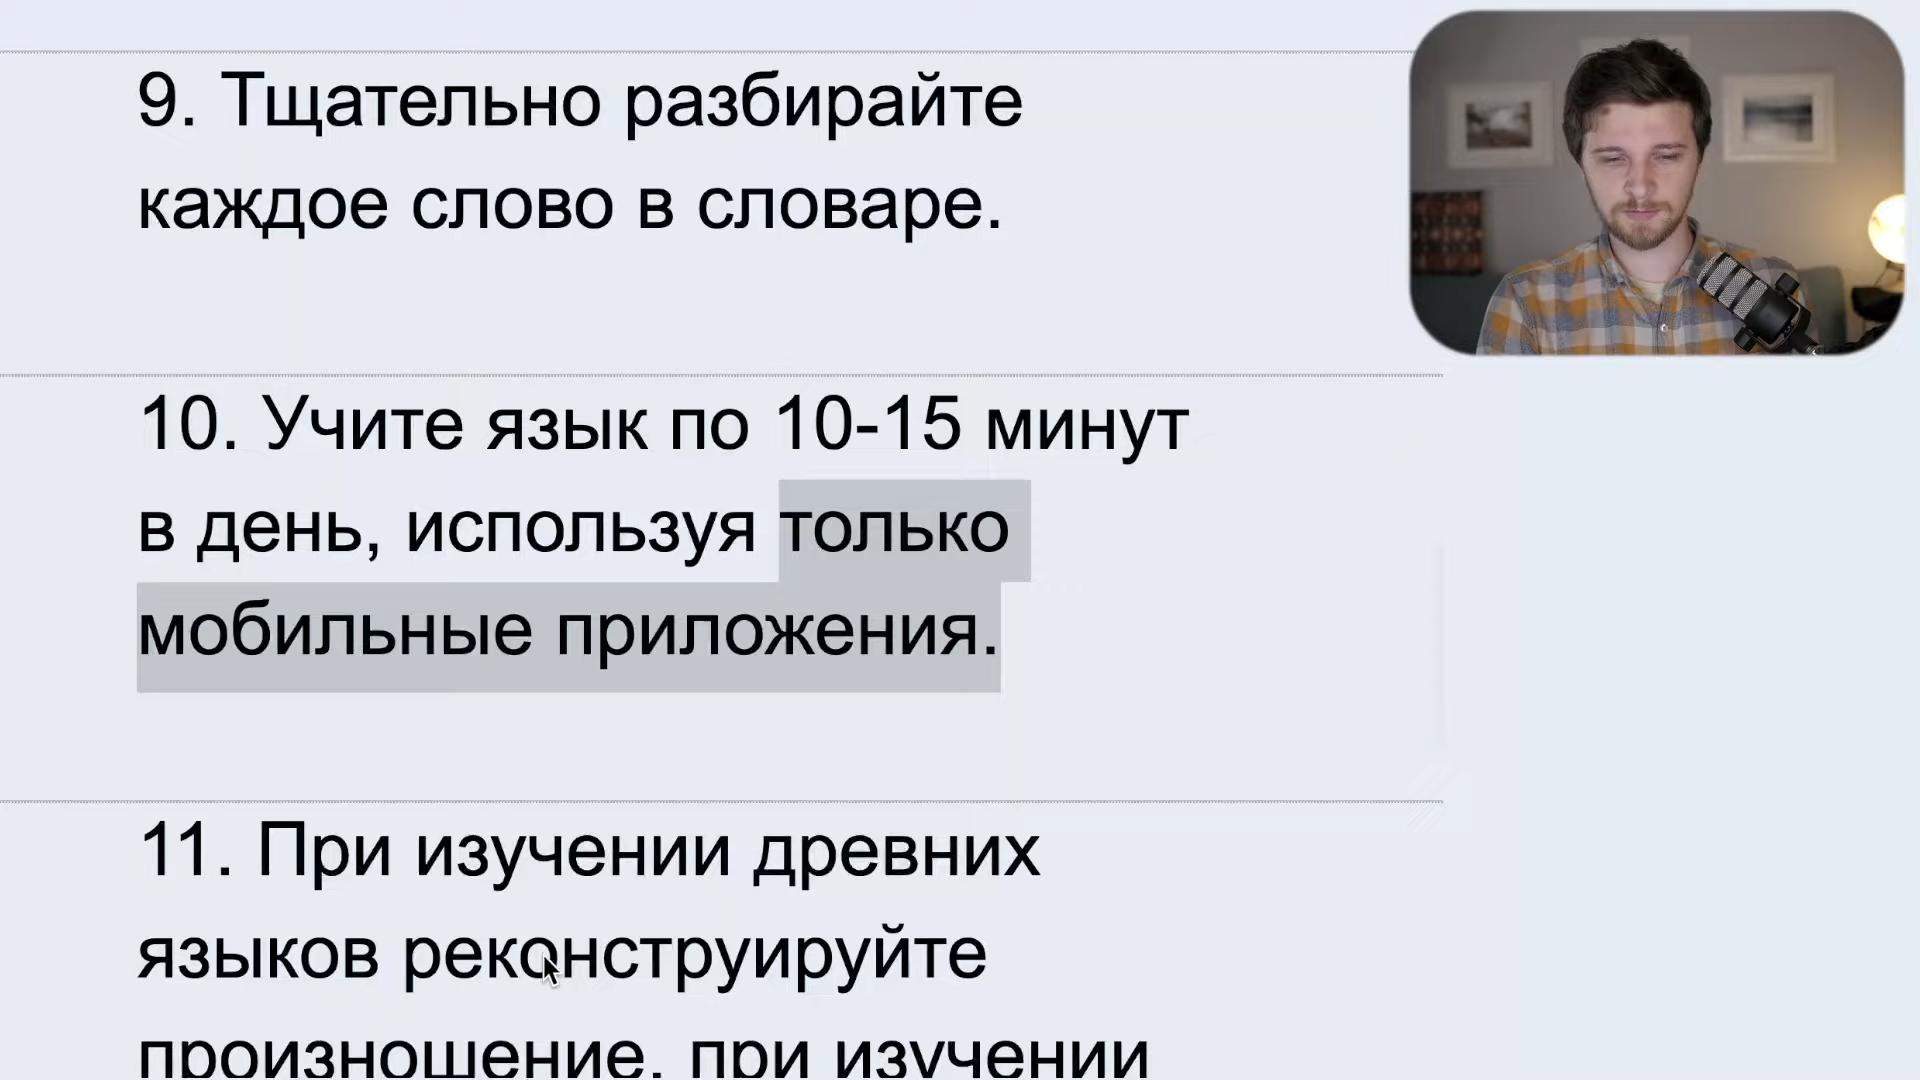 9. Тщательно разбирайте
каждое слово в словаре.
10. Учите язык по 10-15 минут
в день, используя только
мобильные приложения.
11. При изучении древних
языков реконструируйте
произношение, при изучении